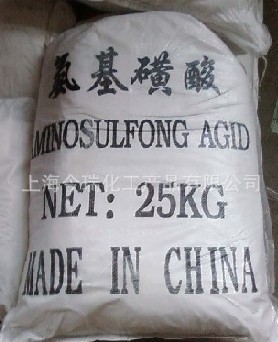 氨基磺酸
AMINOSULFONG AGID
上海令瑞化工产品有限公司
NET: 25KG
MADE IN CHINA